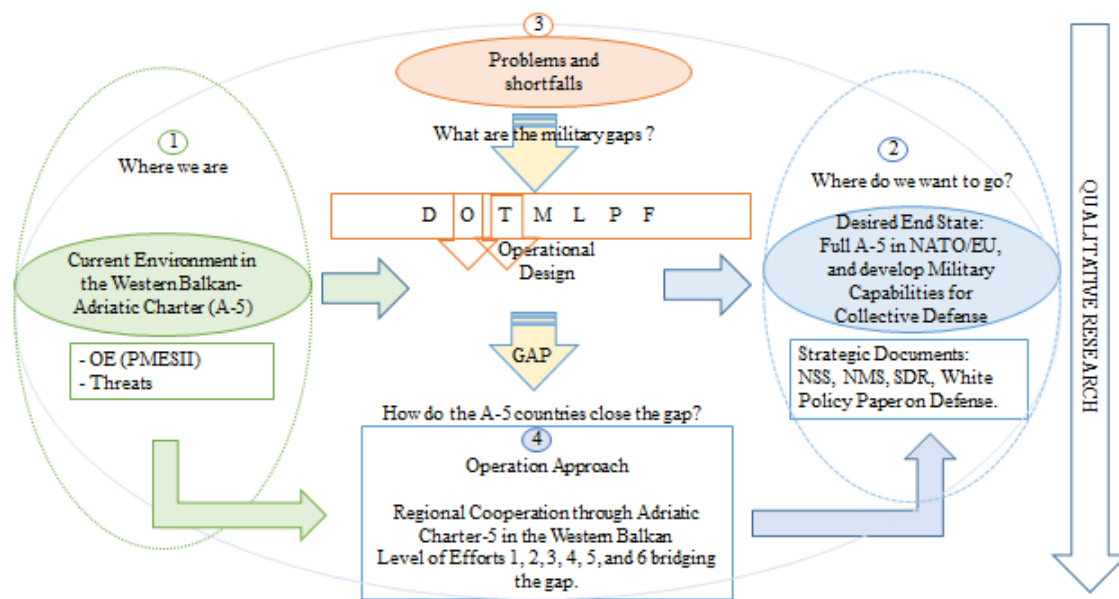 3
Problems and
shortfalls
What are the military gaps ?
1
Where we are
2
Where do we want to go?
D O T M L P F
Operational
Design
Current Environment in
the Western Balkan-
Adriatic Charter (A-5)
Desired End State:
Full A-5 in NATO/EU,
and develop Military
Capabilities for
Collective Defense
- OE (PMESII)
- Threats
GAP
Strategic Documents:
NSS, NMS, SDR, White
Policy Paper on Defense.
How do the A-5 countries close the gap?
4
Operation Approach
Regional Cooperation through Adriatic
Charter-5 in the Western Balkan
Level of Efforts 1, 2, 3, 4, 5, and 6 bridging
the gap.
QUALITATIVE RESEARCH